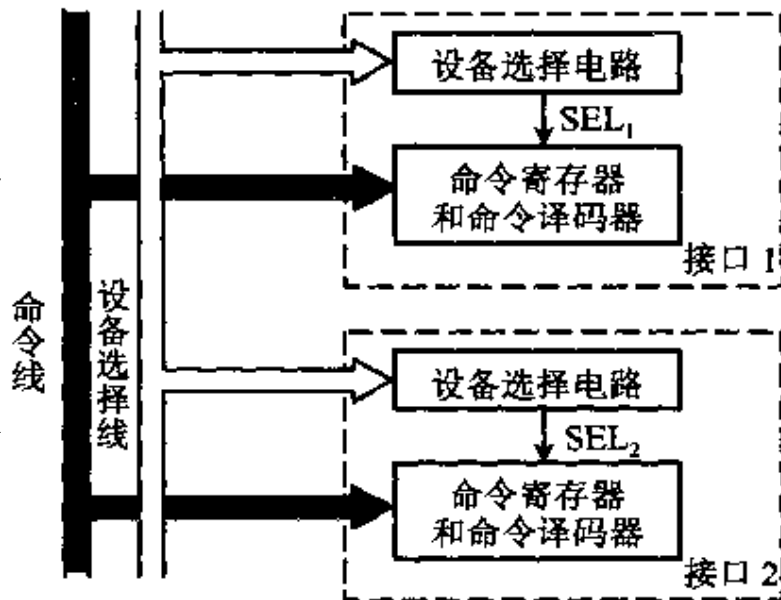 设备选择电路
SEL₁
命令寄存器
和命令译码器
接口 1
命令线
设备选择线
设备选择电路
SEL₂
命令寄存器
和命令译码器
接口 2